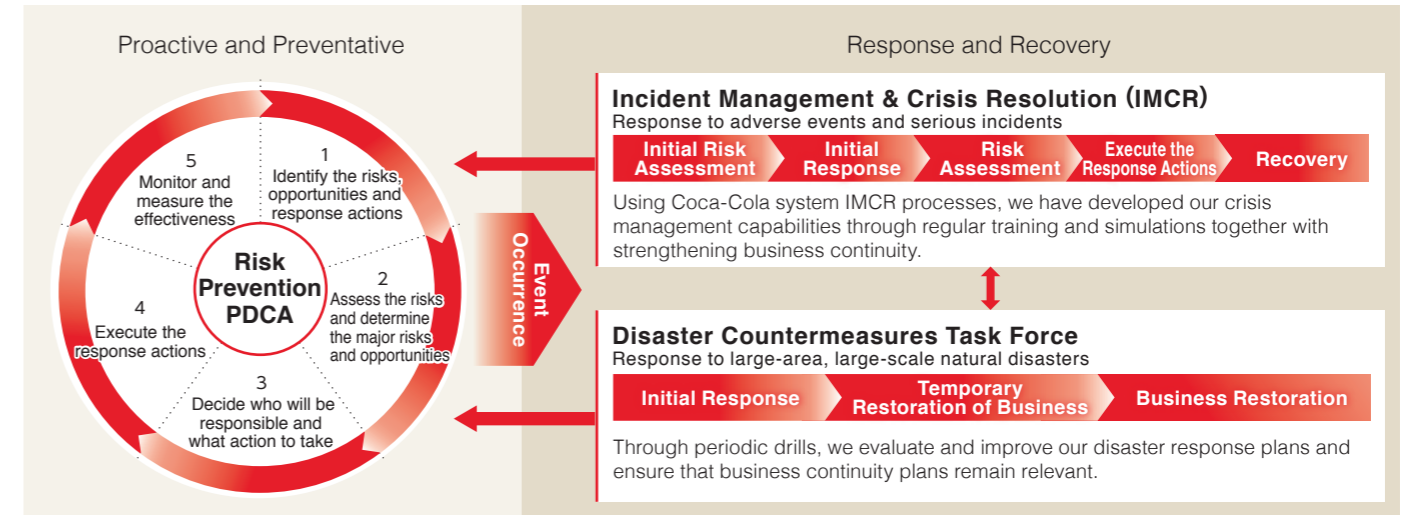 Proactive and Preventative
1
Identify the risks,
opportunities and
response actions
2
Assess the risks
and determine
the major risks
and opportunities
3
Decide who will be
responsible and
what action to take
4
Execute the
response actions
5
Monitor and
measure the
effectiveness
Risk
Prevention
PDCA
Event
Occurrence
Response and Recovery
Incident Management & Crisis Resolution (IMCR)
Response to adverse events and serious incidents
Initial Risk
Assessment
Initial
Response
Risk
Assessment
Execute the
Response Actions
Recovery
Using Coca-Cola system IMCR processes, we have developed our crisis
management capabilities through regular training and simulations together with
strengthening business continuity.
Disaster Countermeasures Task Force
Response to large-area, large-scale natural disasters
Initial Response
Temporary
Restoration of Business
Business Restoration
Through periodic drills, we evaluate and improve our disaster response plans and
ensure that business continuity plans remain relevant.